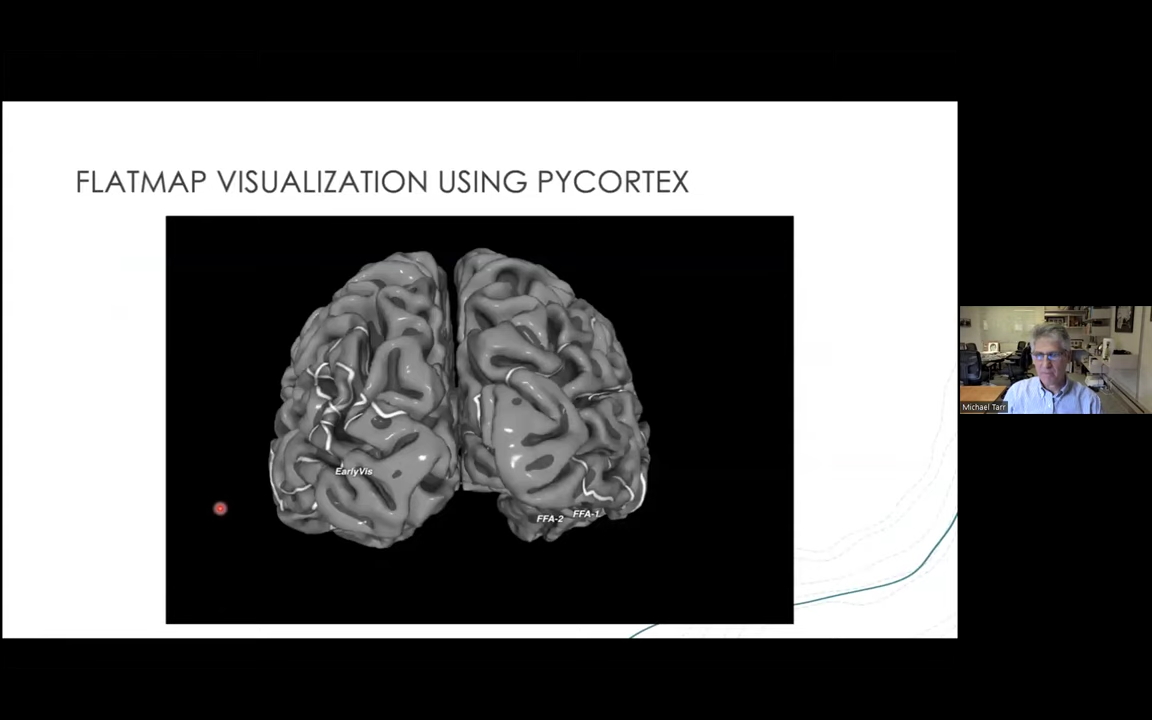 FLATMAP VISUALIZATION USING PYCORTEX
EarlyVis
FFA-2 FFA-1
Michael Tarr